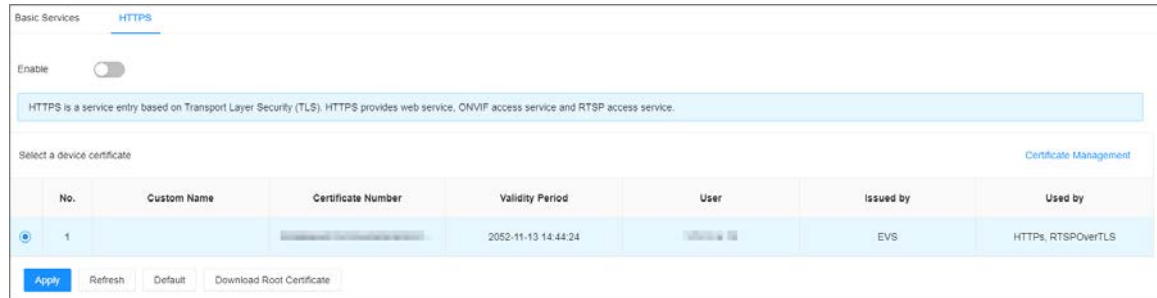 Basic Services HTTPS
Enable
HTTPS is a service entry based on Transport Layer Security (TLS). HTTPS provides web service, ONVIF access service and RTSP access service.
Select a device certificate Certificate Management
No. Custom Name Certificate Number Validity Period User Issued by Used by
1 2052-11-13 14:44:24 EVS HTTPs, RTSPOverTLS
Apply Refresh Default Download Root Certificate